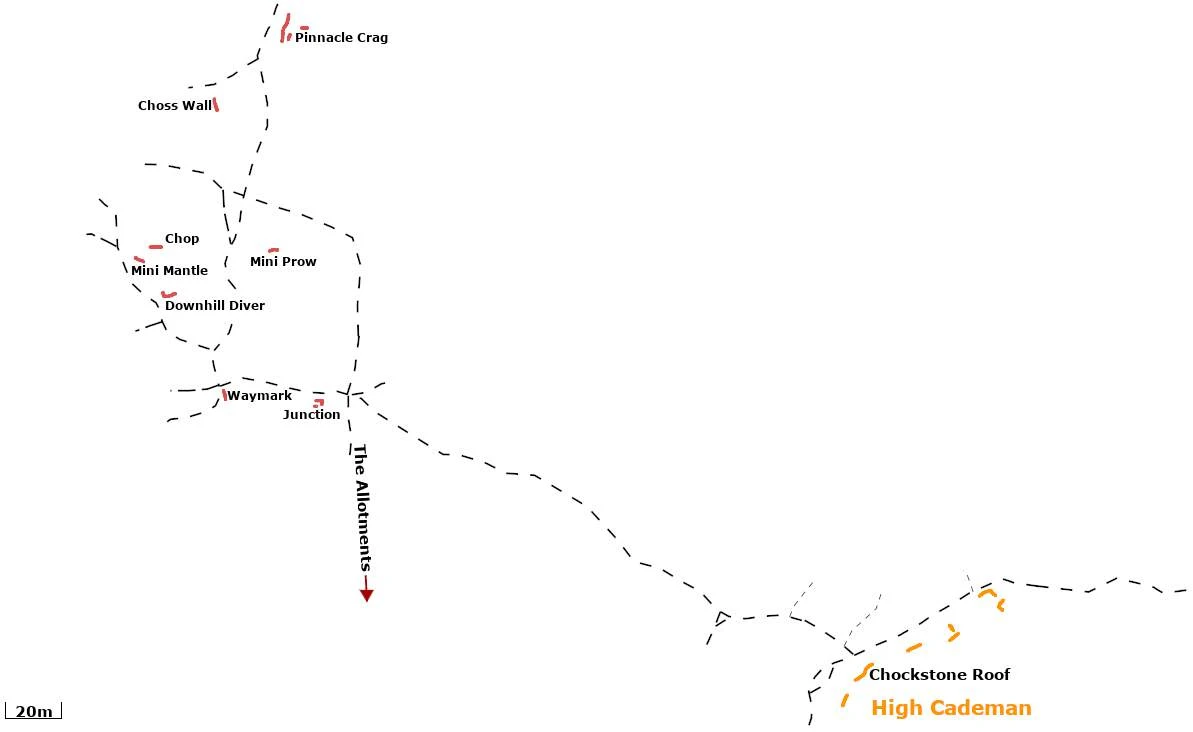 Pinnacle Crag
Choss Wall
Chop
Mini Prow
Mini Mantle
Downhill Diver
Waymark
Junction
The Allotments
Chockstone Roof
High Cademan
20m